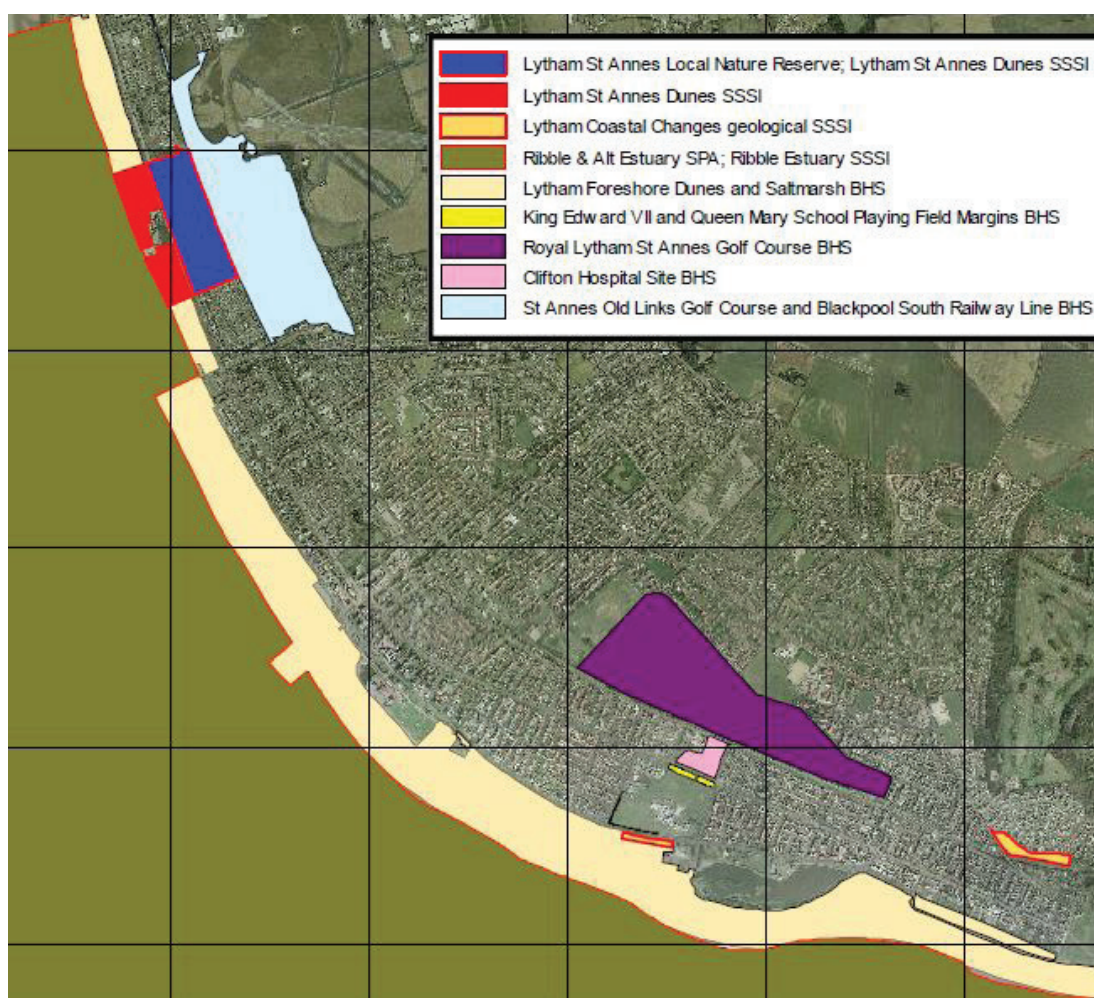 Lytham St Annes Local Nature Reserve; Lytham St Annes Dunes SSSI
Lytham St Annes Dunes SSSI
Lytham Coastal Changes geological SSSI
Ribble & Alt Estuary SPA; Ribble Estuary SSSI
Lytham Foreshore Dunes and Saltmarsh BHS
King Edward VII and Queen Mary School Playing Field Margins BHS
Royal Lytham St Annes Golf Course BHS
Clifton Hospital Site BHS
St Annes Old Links Golf Course and Blackpool South Railway Line BHS